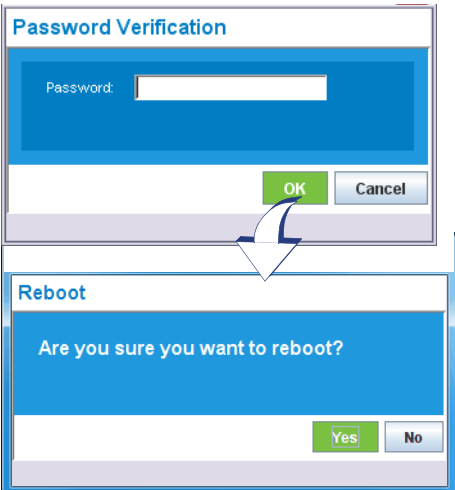 Password Verification
Password:
OK Cancel
Reboot
Are you sure you want to reboot?
Yes No